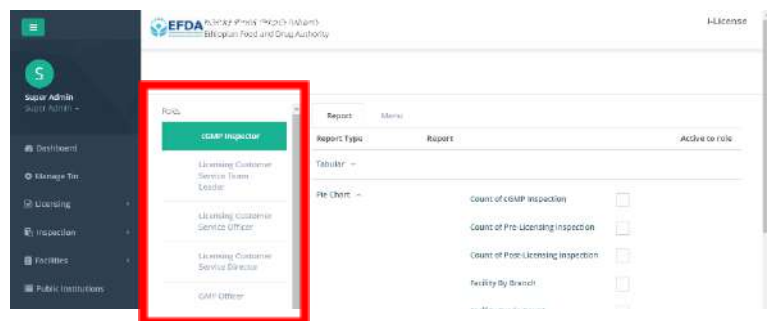 EFDA
Ethiopian Food and Drug Authority
i-License
S
Super Admin
Super Admin
Dashboard
Manage Tin
Licensing
Inspection
Facilities
Public Institutions
Roles
cGMP Inspector
Licensing Customer
Service Team
Leader
Licensing Customer
Service Officer
Licensing Customer
Service Director
GMP Officer
Report Menu
Report Type Report Active to role
Tabular
Pie Chart
Count of cGMP Inspection
Count of Pre-Licensing Inspection
Count of Post-Licensing Inspection
Facility By Branch